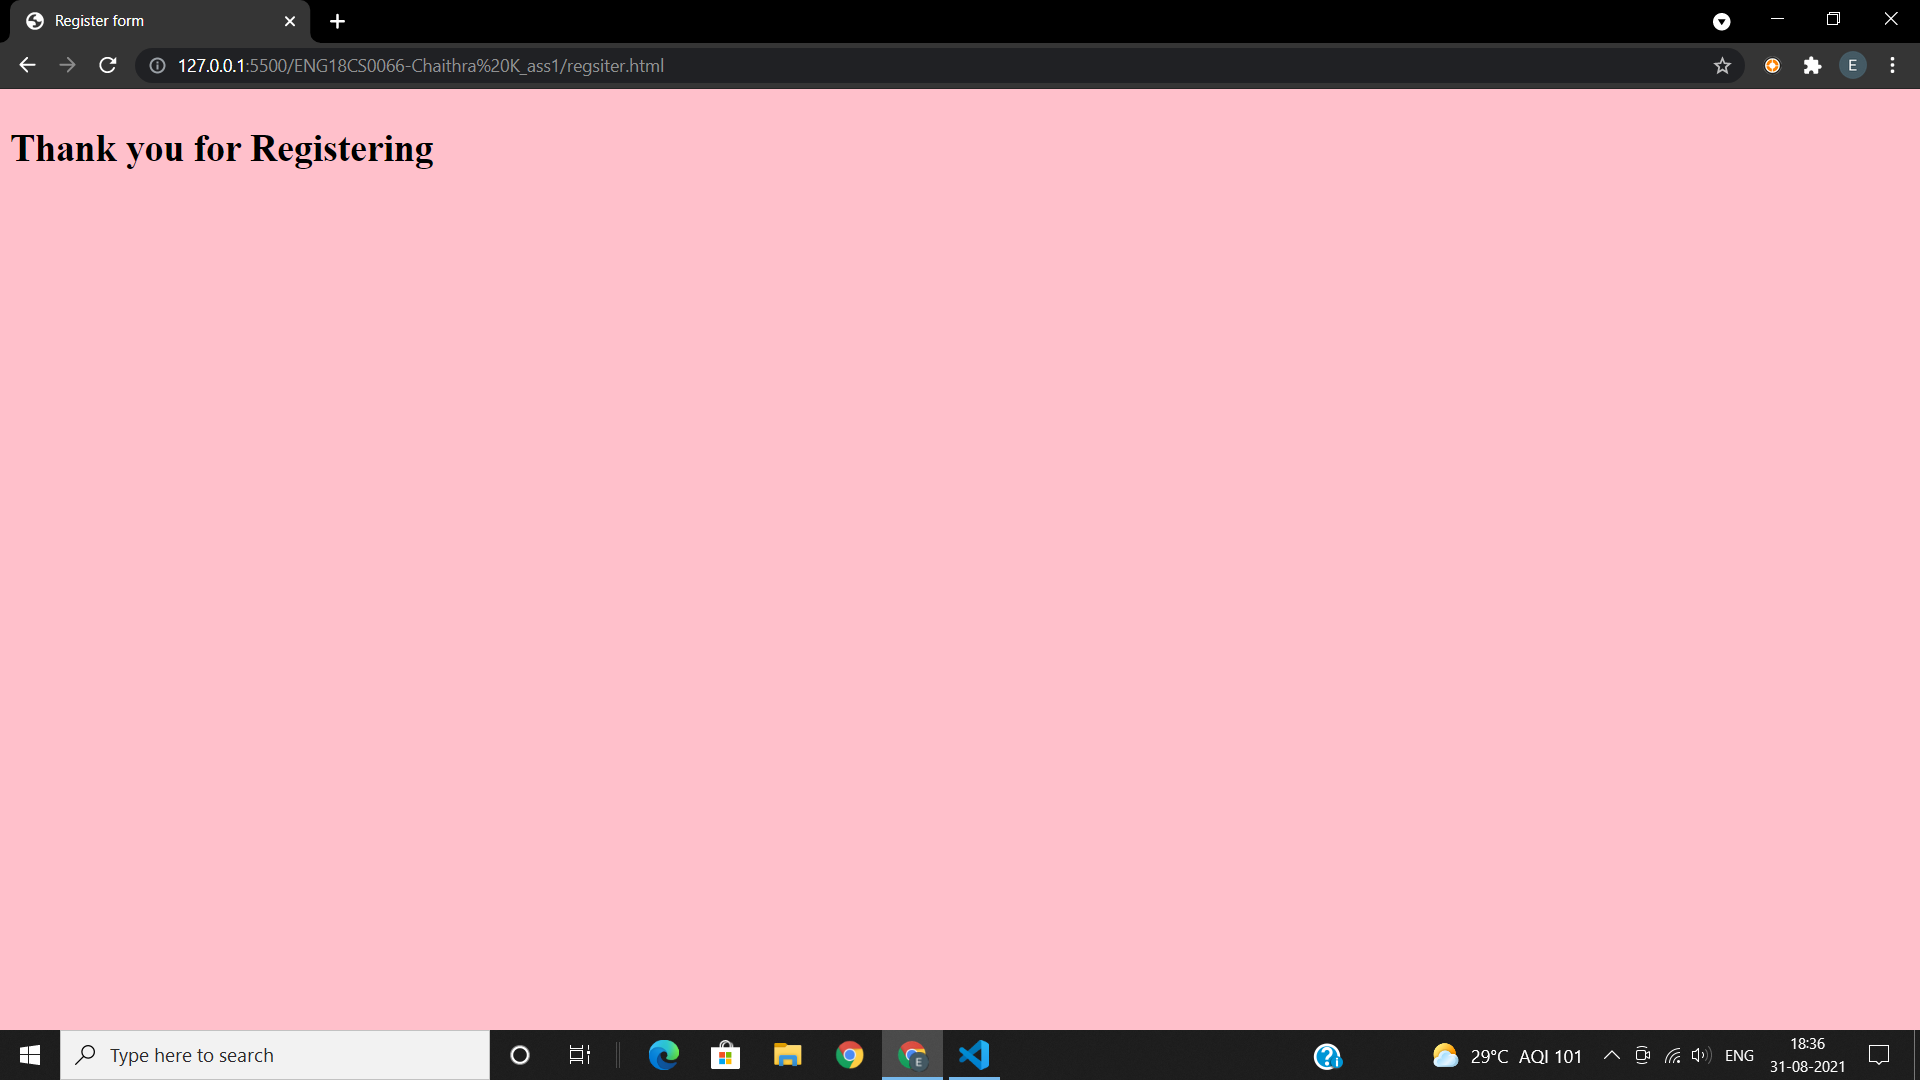 Register form
127.0.0.1:5500/ENG18CS0066-Chaithra%20K_ass1/regsiter.html
E
Thank you for Registering
Type here to search
E
29°C AQI 101
ENG
18:36
31-08-2021